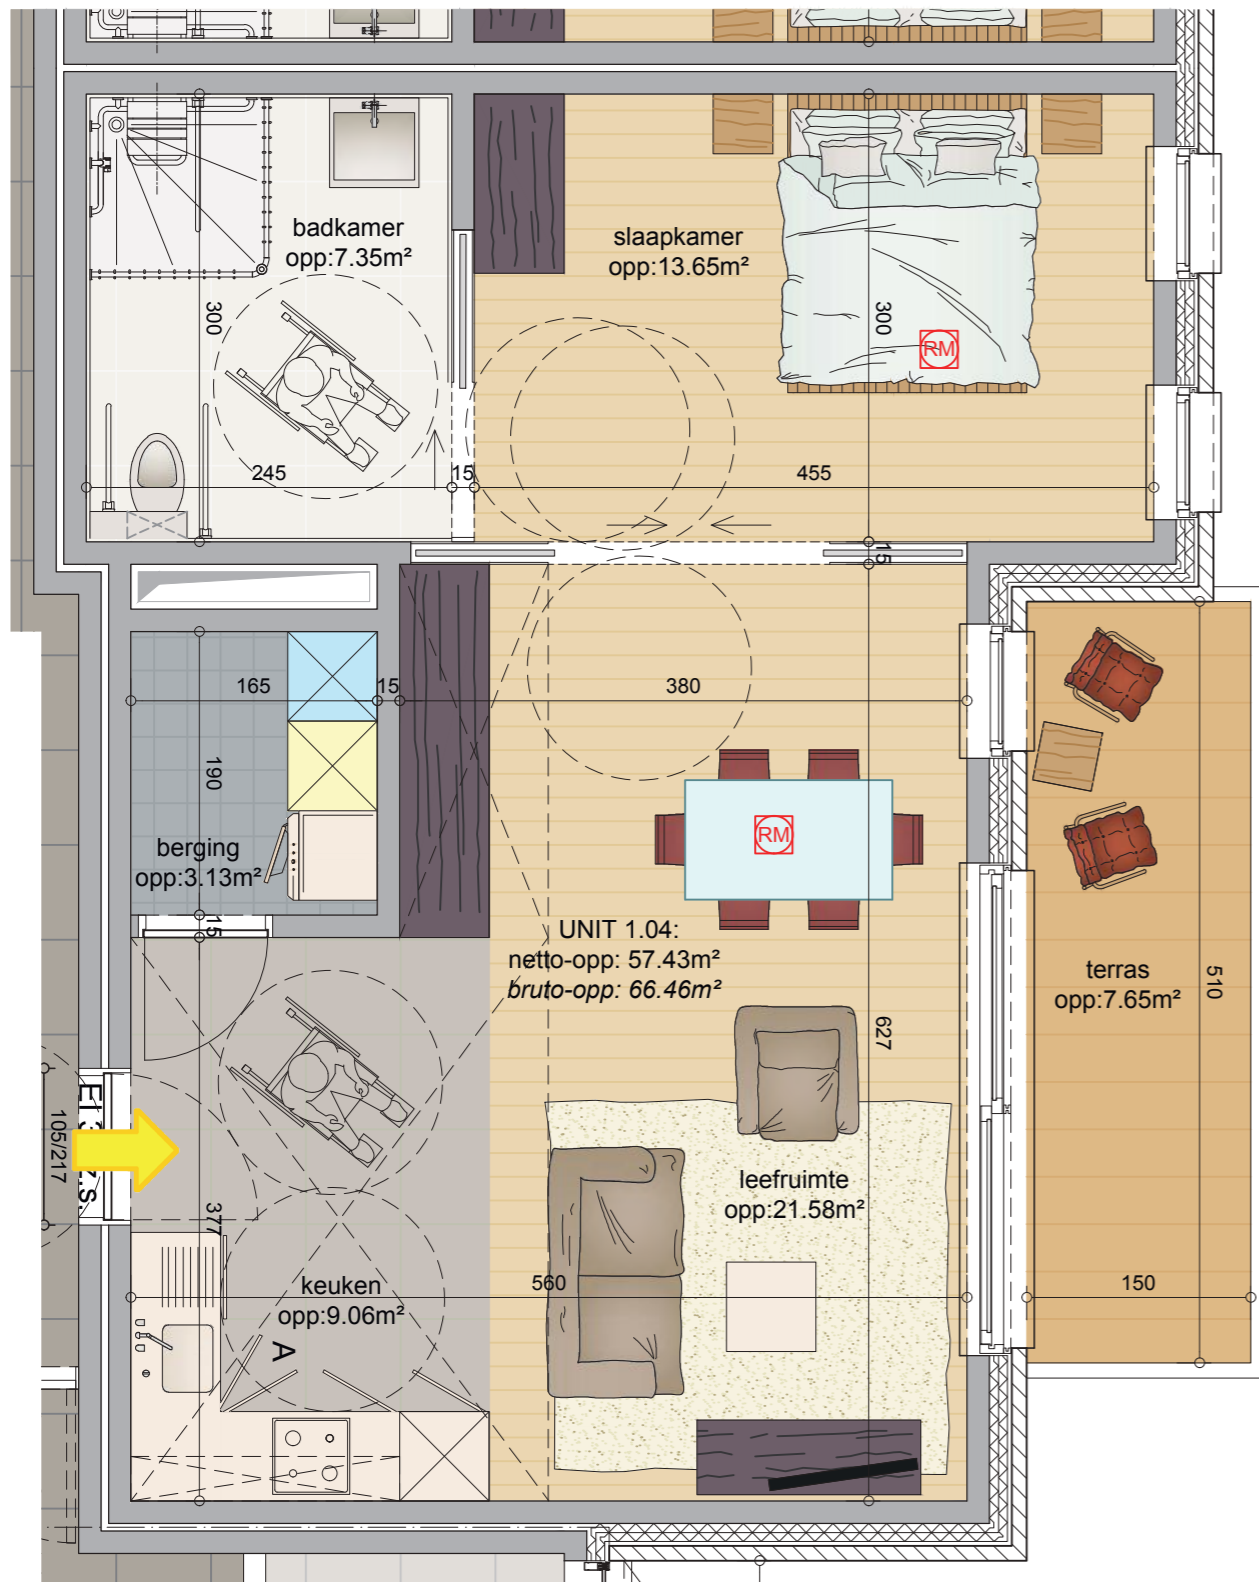 badkamer
opp:7.35m²
slaapkamer
opp:13.65m²
300
300
RM
245
15
455
15
165
15
380
190
berging
opp:3.13m²
15
RM
UNIT 1.04:
netto-opp: 57.43m²
bruto-opp: 66.46m²
terras
opp:7.65m²
510
627
105/217
377
leefruimte
opp:21.58m²
keuken
opp:9.06m²
560
150
A